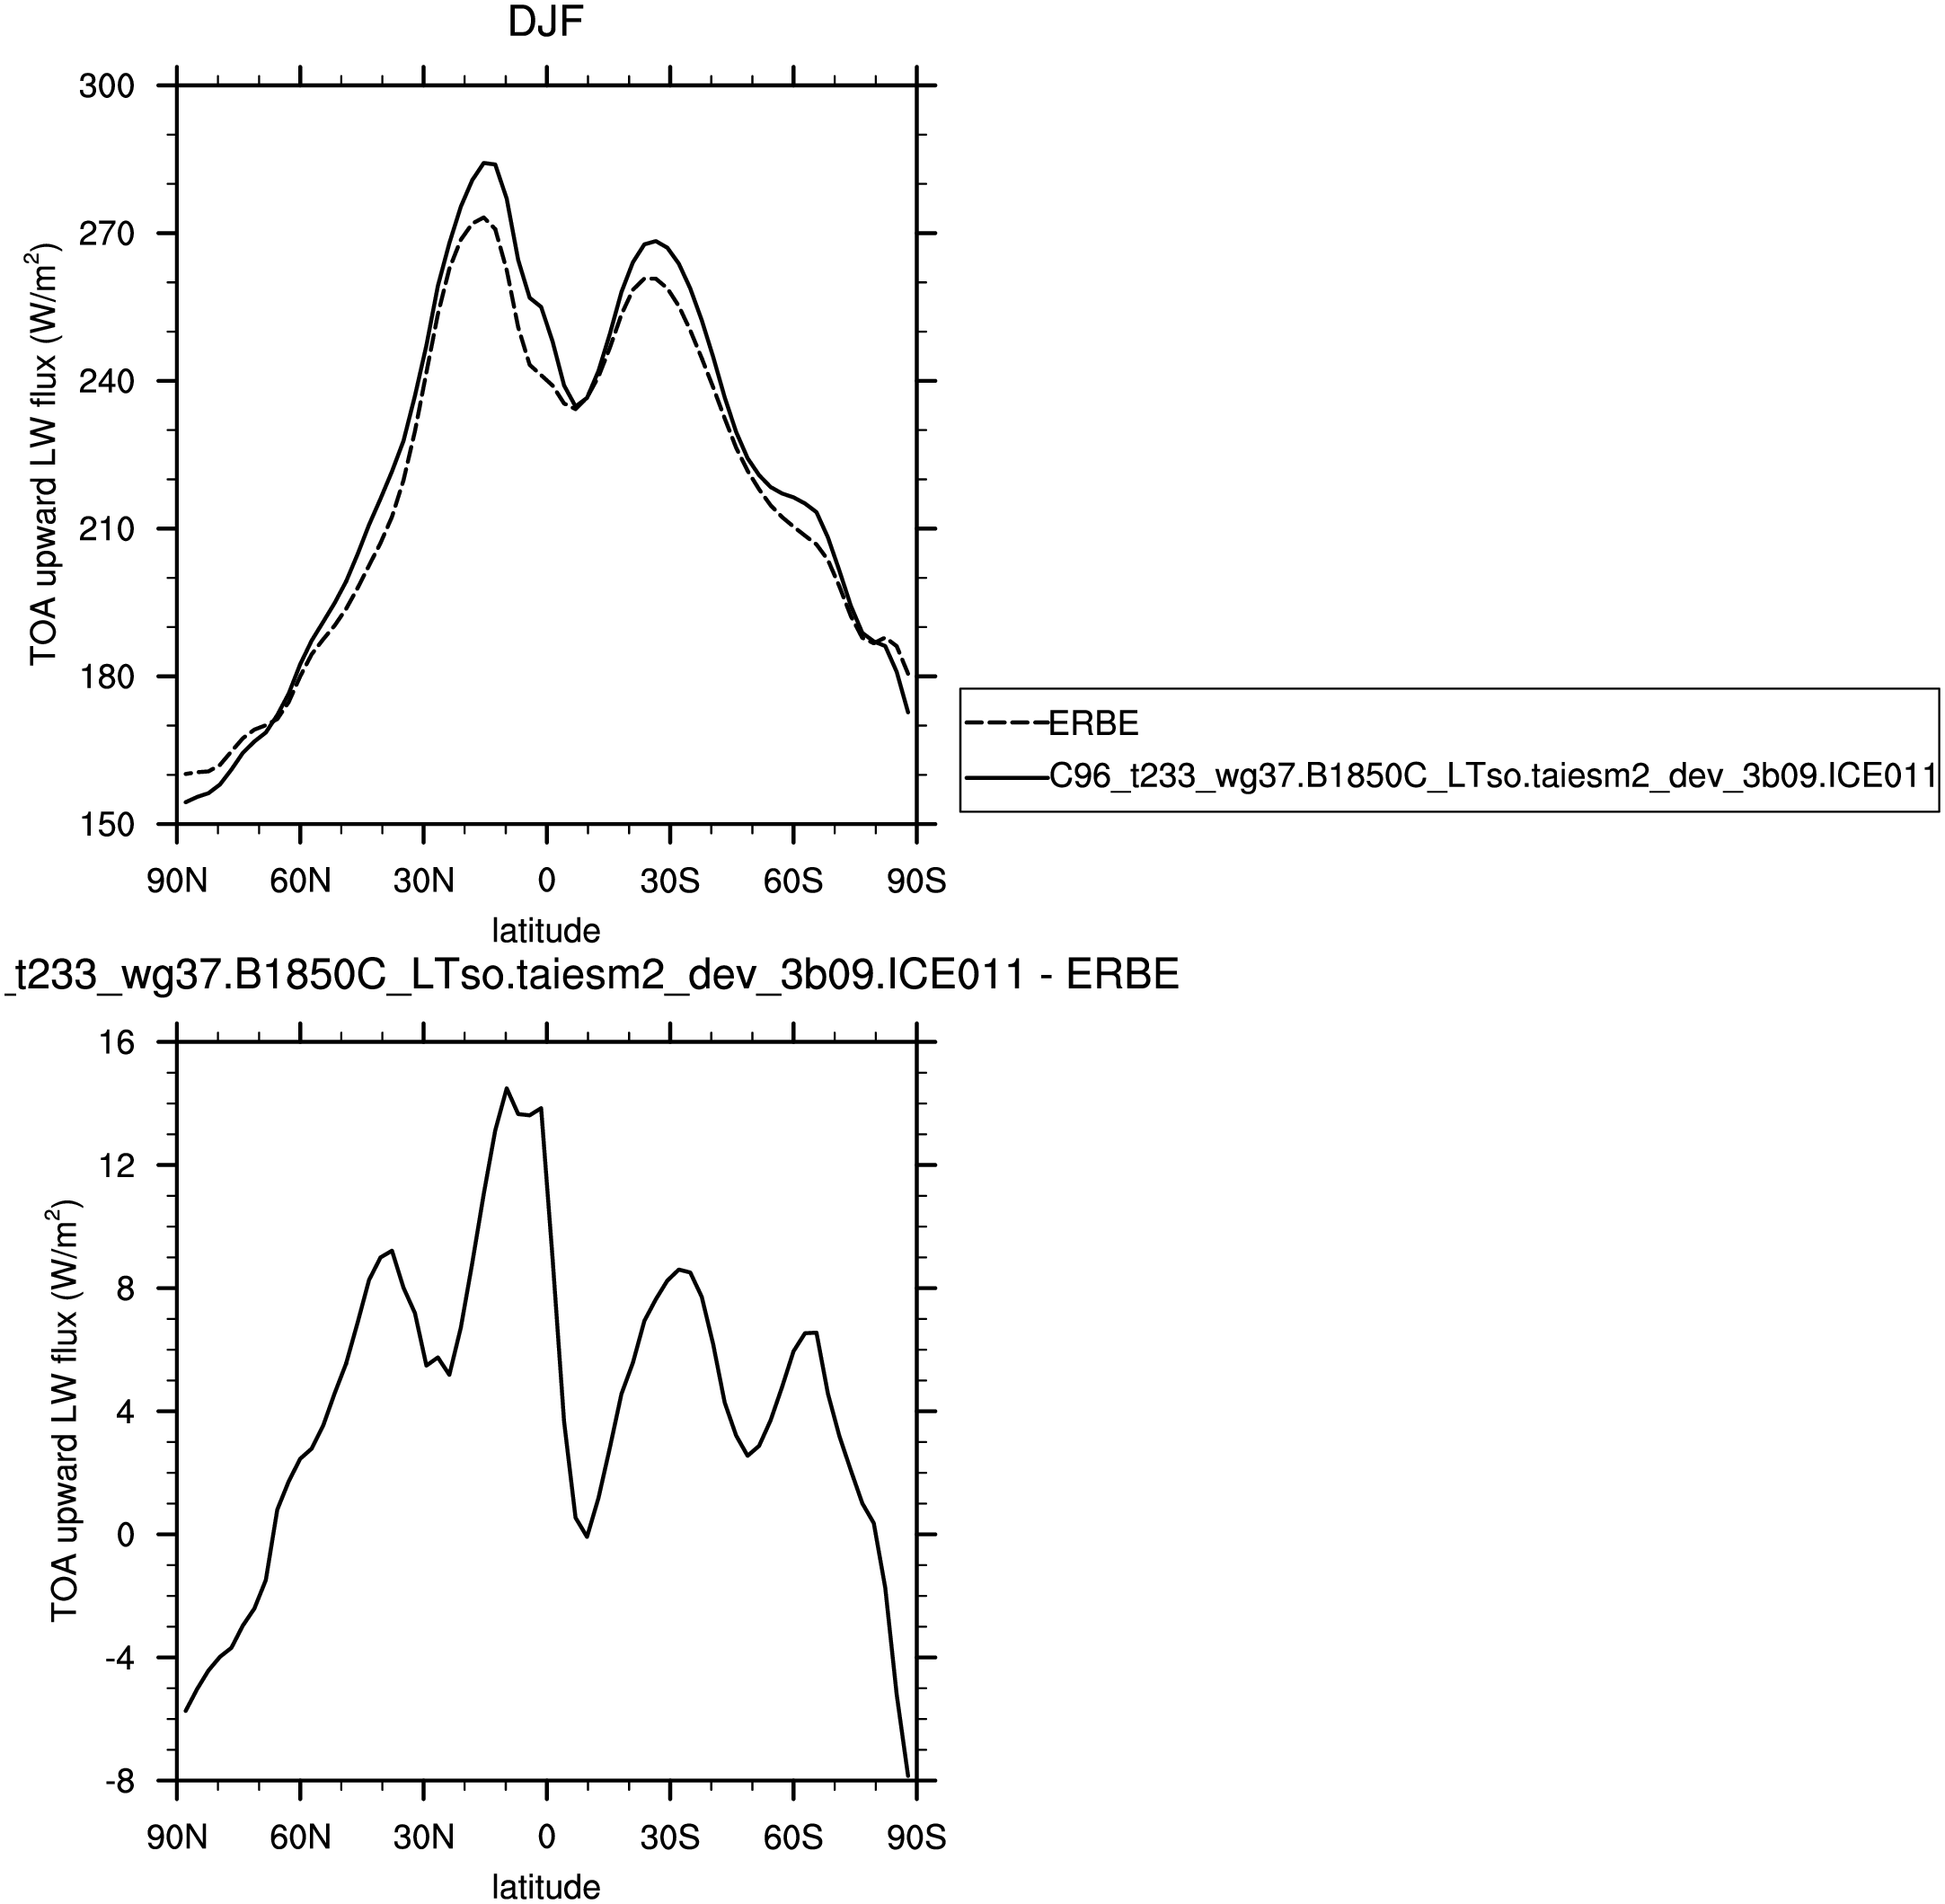 DJF
300
270
240
210
180
150
TOA upward LW flux (W/m²)
90N 60N 30N 0 30S 60S 90S
latitude
ERBE
C96_t233_wg37.B1850C_LTso.taiesm2_dev_3b09.ICE011
_t233_wg37.B1850C_LTso.taiesm2_dev_3b09.ICE011 - ERBE
16
12
8
4
0
-4
-8
TOA upward LW flux (W/m²)
90N 60N 30N 0 30S 60S 90S
latitude